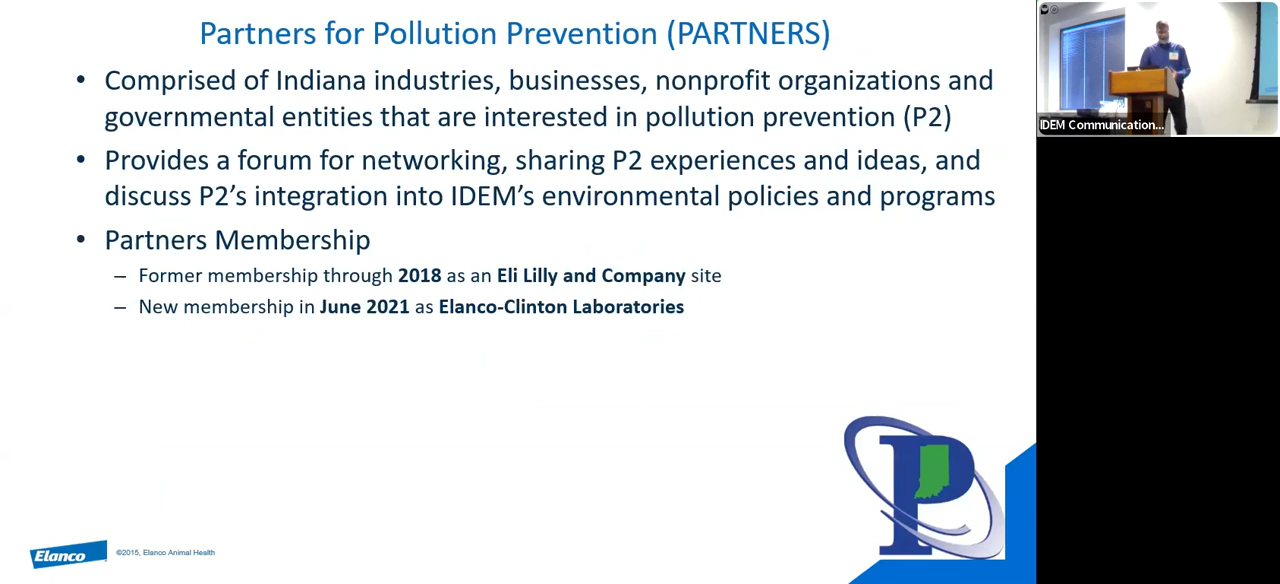 Partners for Pollution Prevention (PARTNERS)
• Comprised of Indiana industries, businesses, nonprofit organizations and
governmental entities that are interested in pollution prevention (P2)
• Provides a forum for networking, sharing P2 experiences and ideas, and
discuss P2's integration into IDEM's environmental policies and programs
• Partners Membership
– Former membership through 2018 as an Eli Lilly and Company site
– New membership in June 2021 as Elanco-Clinton Laboratories
IDEM Communication...
P
Elanco
©2015, Elanco Animal Health